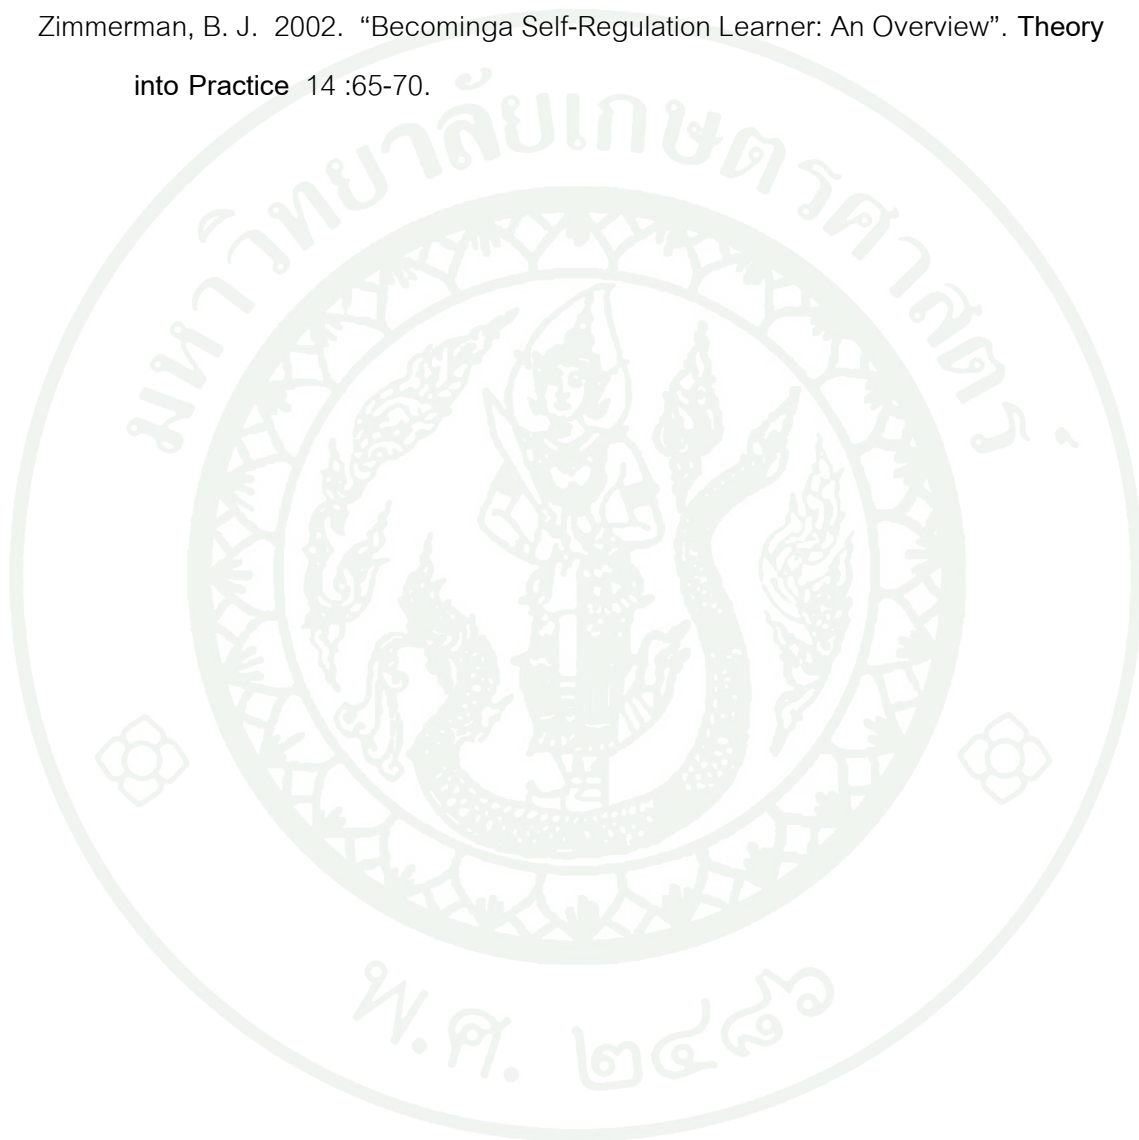 Zimmerman, B. J. 2002. “Becominga Self-Regulation Learner: An Overview”. Theory
into Practice 14 :65-70.
มหาวิทยาลัยเกษตรศาสตร์
พ.ศ. ๒๔๘๖